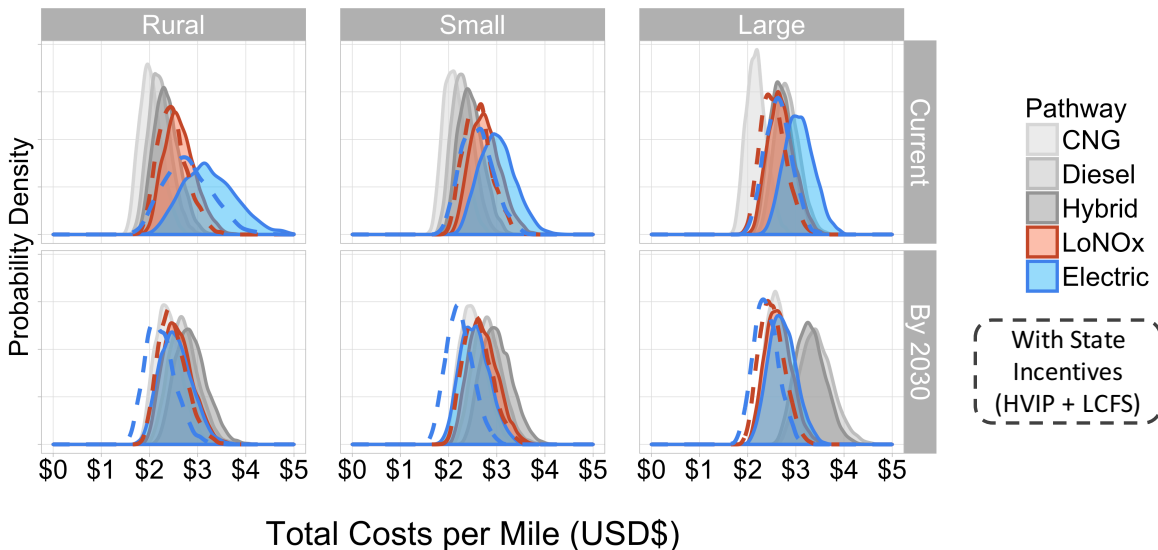 Rural Small Large
Probability Density
Current
By 2030
Pathway
CNG
Diesel
Hybrid
LoNOx
Electric
With State
Incentives
(HVIP + LCFS)
$0 $1 $2 $3 $4 $5 $0 $1 $2 $3 $4 $5 $0 $1 $2 $3 $4 $5
Total Costs per Mile (USD$)